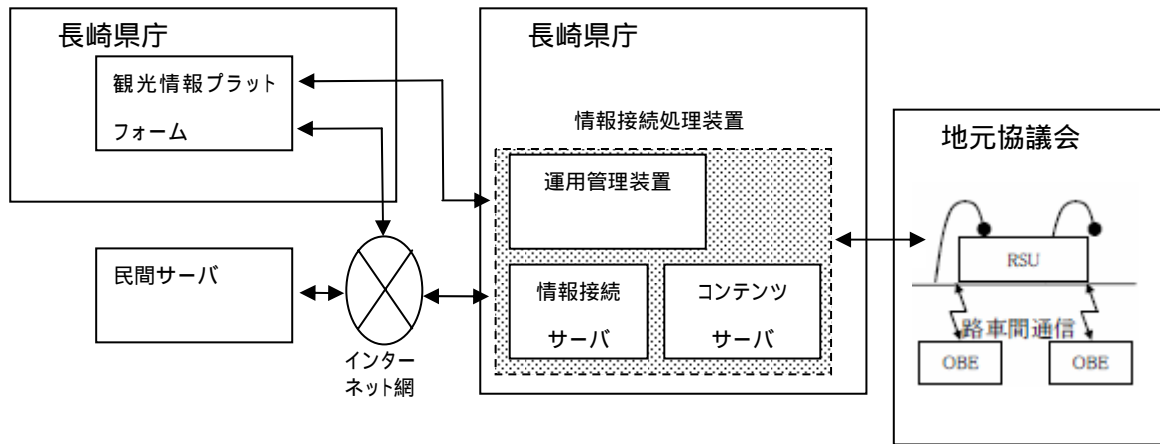 長崎県庁
観光情報プラット
フォーム
民間サーバ
インター
ネット網
長崎県庁
情報接続処理装置
運用管理装置
情報接続
サーバ
コンテンツ
サーバ
地元協議会
RSU
路車間通信
OBE
OBE